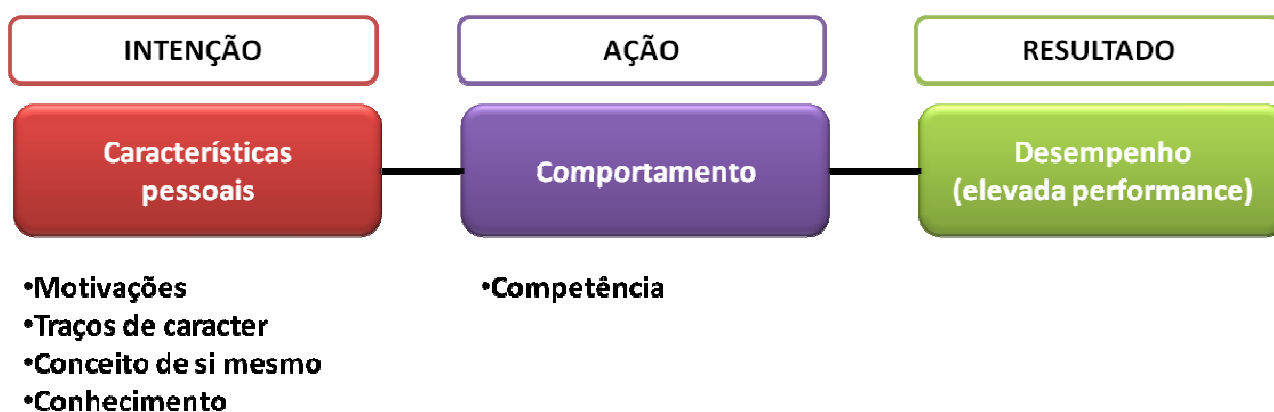 INTENÇÃO
AÇÃO
RESULTADO
Características
pessoais
Comportamento
Desempenho
(elevada performance)
•Motivações
•Traços de caracter
•Conceito de si mesmo
•Conhecimento
•Competência